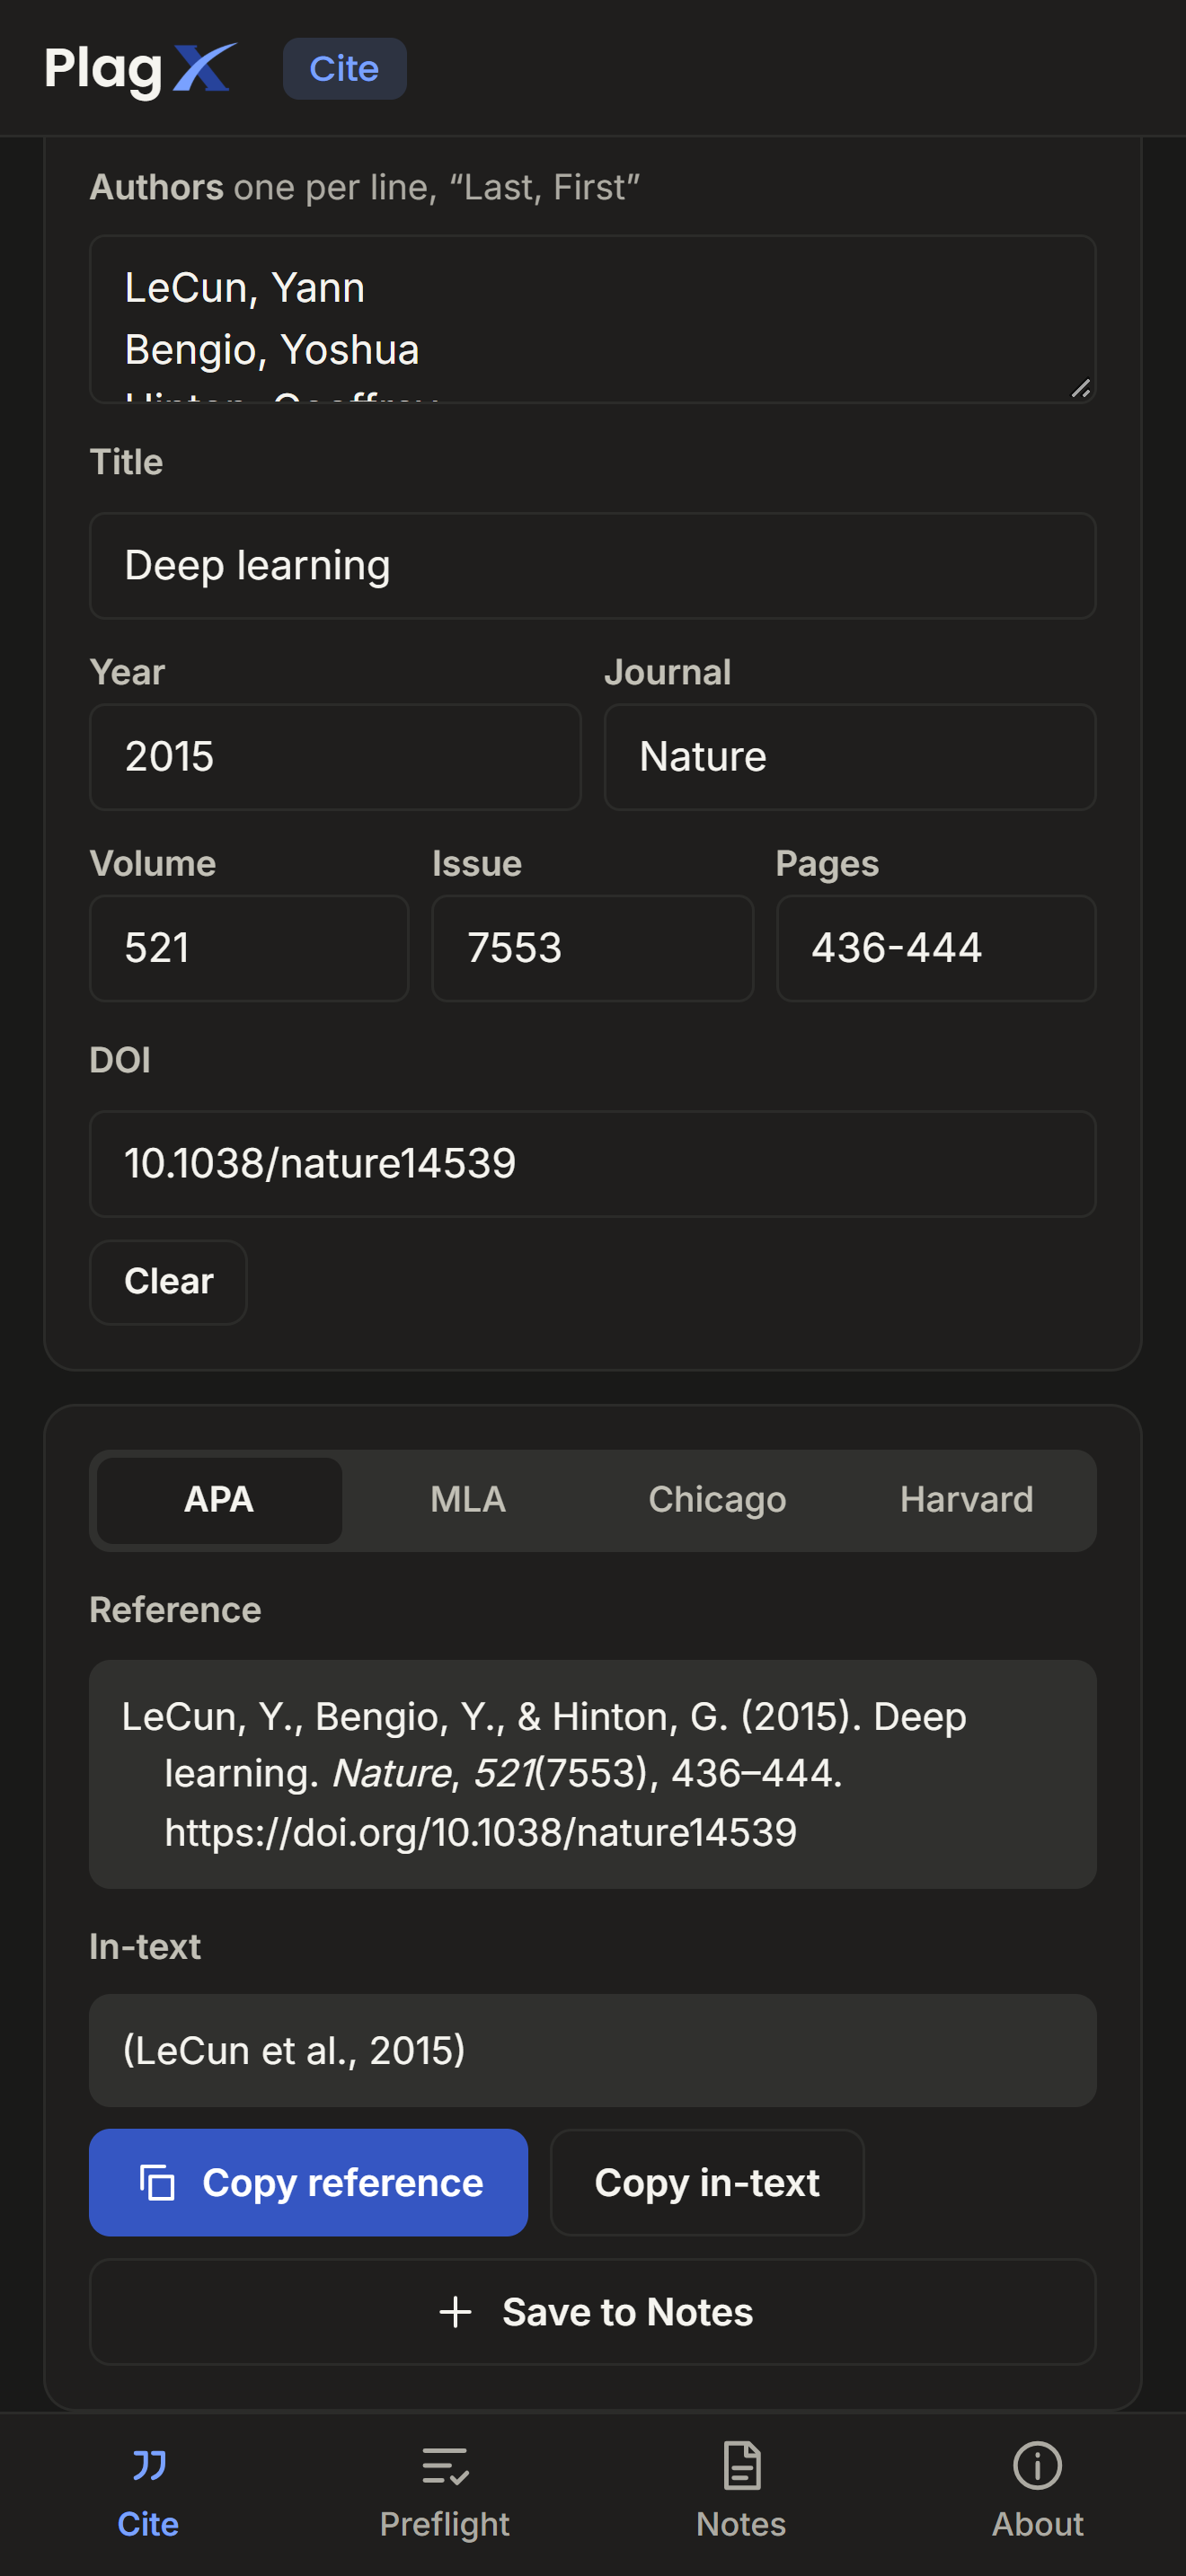 PlagX Cite
Authors one per line, “Last, First”
LeCun, Yann
Bengio, Yoshua
Hinton, Geoffrey
Title
Deep learning
Year Journal
2015 Nature
Volume Issue Pages
521 7553 436-444
DOI
10.1038/nature14539
Clear
APA MLA Chicago Harvard
Reference
LeCun, Y., Bengio, Y., & Hinton, G. (2015). Deep
learning. Nature, 521(7553), 436–444.
https://doi.org/10.1038/nature14539
In-text
(LeCun et al., 2015)
Copy reference Copy in-text
Save to Notes
Cite Preflight Notes About